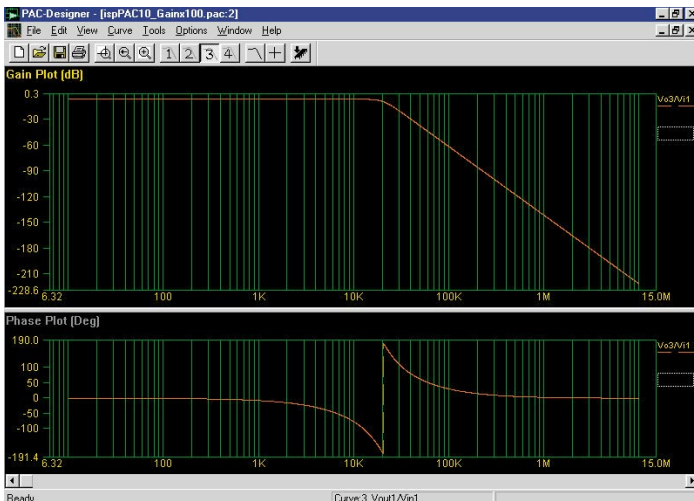 PAC-Designer - [ispPAC10_Gainx100.pac:2]
File Edit View Curve Tools Options Window Help
1 2 3 4
Gain Plot (dB)
0.3
-30
-60
-90
-120
-150
-180
-210
-228.6
6.32 100 1K 10K 100K 1M 15.0M
Vo3/Vi1
Phase Plot (Deg)
190.0
100
50
0
-50
-100
-191.4
6.32 100 1K 10K 100K 1M 15.0M
Vo3/Vi1
Ready Curve:3 Vout1/Vin1